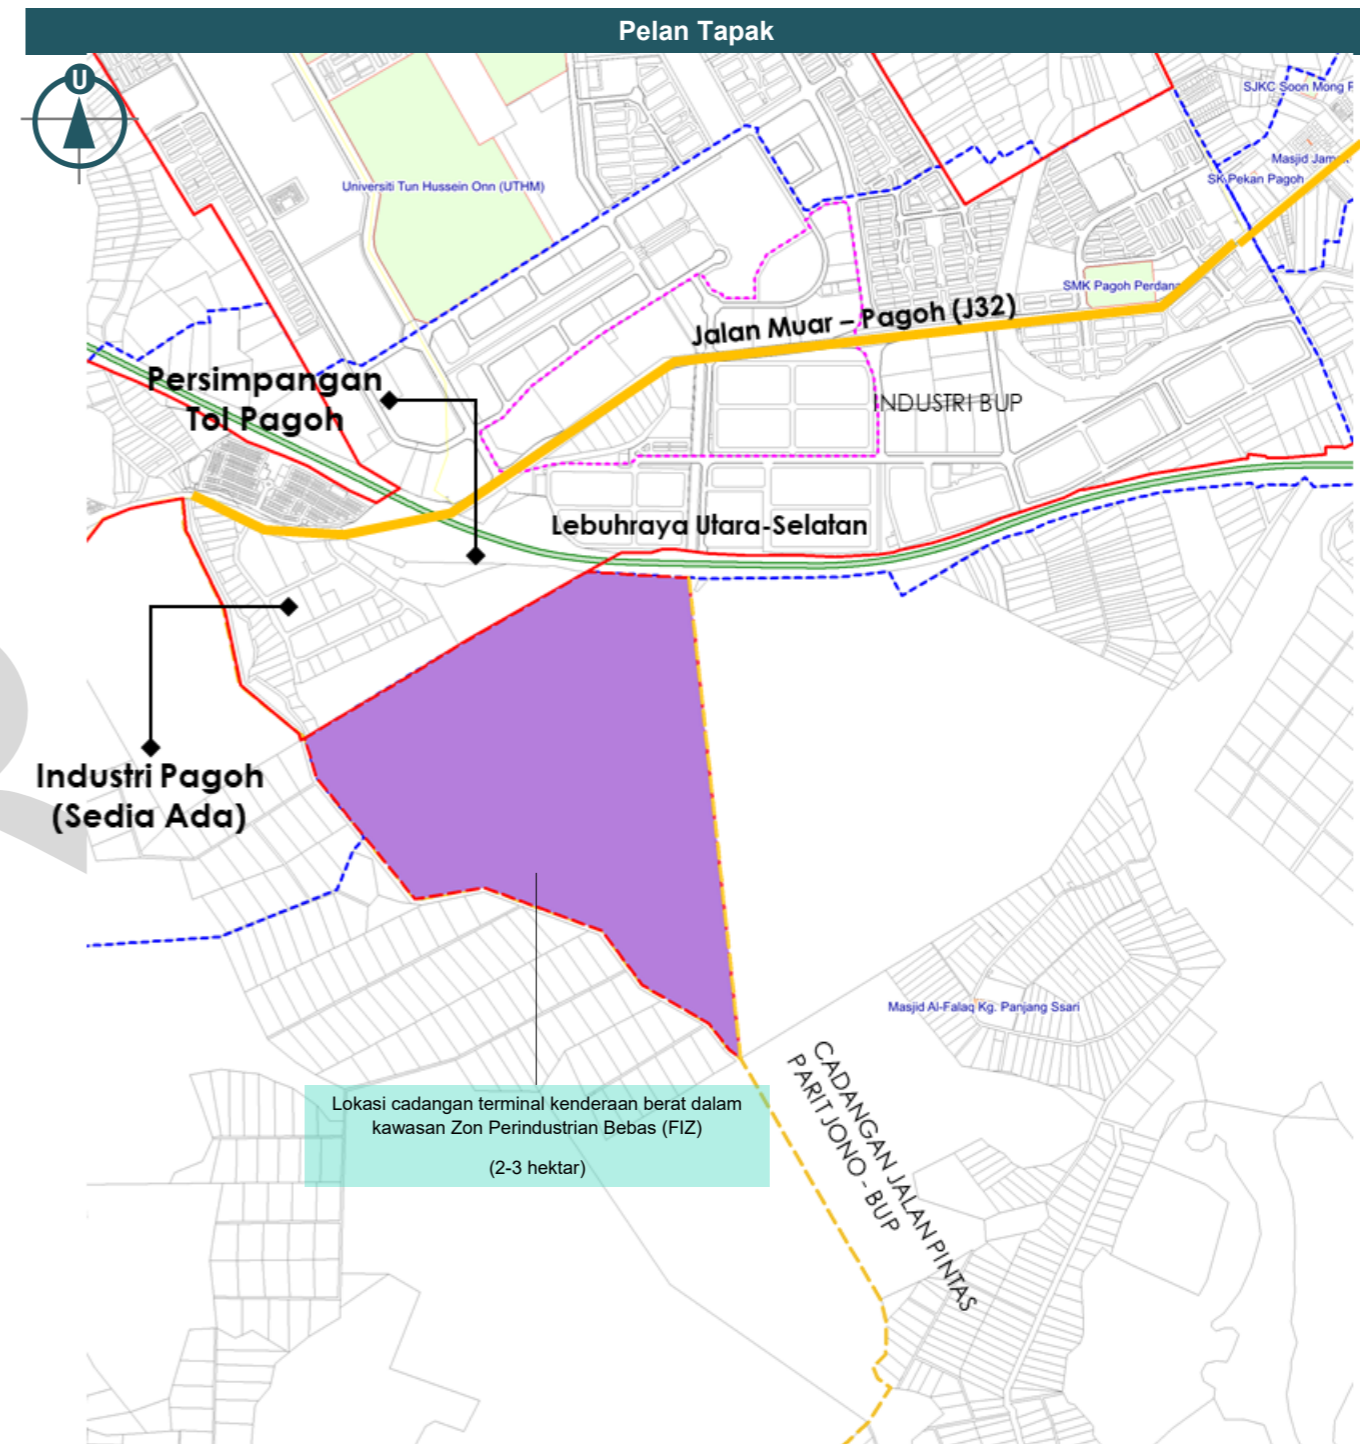 Pelan Tapak
U
SJKC Soon Mong
Masjid
SK Pekan Pagoh
Universiti Tun Hussein Onn (UTHM)
SMK Pagoh Perdana
Jalan Muar – Pagoh (J32)
Persimpangan
Tol Pagoh
INDUSTRI BUP
Lebuhraya Utara-Selatan
Industri Pagoh
(Sedia Ada)
Masjid Al-Falaq Kg. Panjang Ssari
CADANGAN JALAN PINTAS
PARIT JONO - BUP
Lokasi cadangan terminal kenderaan berat dalam
kawasan Zon Perindustrian Bebas (FIZ)
(2-3 hektar)